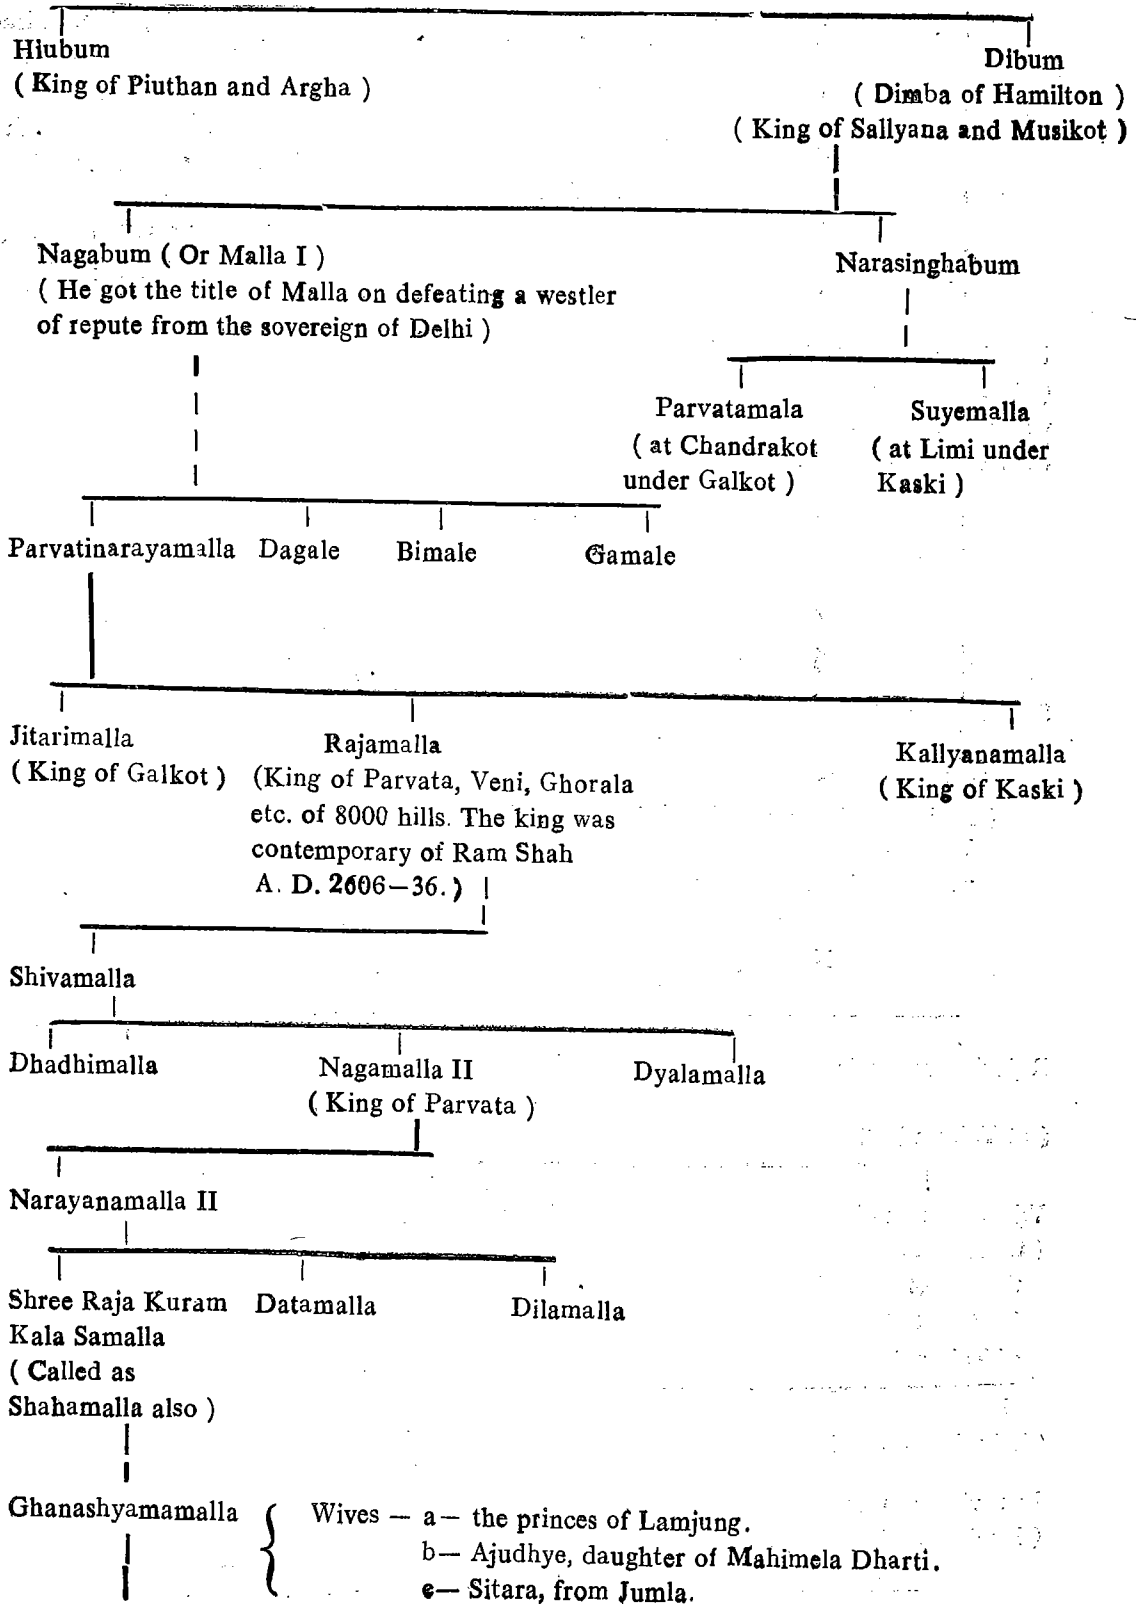 Hiubum
( King of Piuthan and Argha )
Dibum
( Dimba of Hamilton )
( King of Sallyana and Musikot )
Nagabum ( Or Malla I )
( He got the title of Malla on defeating a westler
of repute from the sovereign of Delhi )
Narasinghabum
Parvatamala
( at Chandrakot
under Galkot )
Suyemalla
( at Limi under
Kaski )
Parvatinarayamalla Dagale Bimale Gamale
Jitarimalla
( King of Galkot )
Rajamalla
(King of Parvata, Veni, Ghorala
etc. of 8000 hills. The king was
contemporary of Ram Shah
A. D. 2606–36. )
Kallyanamalla
( King of Kaski )
Shivamalla
Dhadhimalla
Nagamalla II
( King of Parvata )
Dyalamalla
Narayanamalla II
Shree Raja Kuram
Kala Samalla
( Called as
Shahamalla also )
Datamalla
Dilamalla
Ghanashyamamalla { Wives — a— the princes of Lamjung.
b— Ajudhye, daughter of Mahimela Dharti.
e— Sitara, from Jumla.